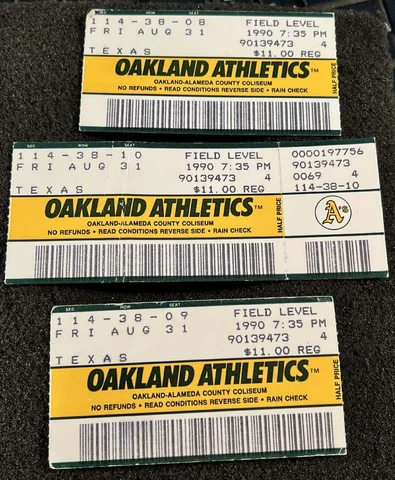 114-38-08 FIELD LEVEL
FRI AUG 31 1990 7:35 PM
90139473 4
TEXAS $11.00 REG
OAKLAND ATHLETICS™
OAKLAND-ALAMEDA COUNTY COLISEUM
NO REFUNDS • READ CONDITIONS REVERSE SIDE • RAIN CHECK
HALF PRICE
SEC ROW SEAT
114-38-10 FIELD LEVEL 0000197756
FRI AUG 31 1990 7:35 PM 90139473
90139473 4 0069 4
TEXAS $11.00 REG 114-38-10
OAKLAND ATHLETICS™
OAKLAND-ALAMEDA COUNTY COLISEUM
NO REFUNDS • READ CONDITIONS REVERSE SIDE • RAIN CHECK
HALF PRICE
A's
SEC ROW SEAT
114-38-09 FIELD LEVEL
FRI AUG 31 1990 7:35 PM
90139473 4
TEXAS $11.00 REG
OAKLAND ATHLETICS™
OAKLAND-ALAMEDA COUNTY COLISEUM
NO REFUNDS • READ CONDITIONS REVERSE SIDE • RAIN CHECK
HALF PRICE